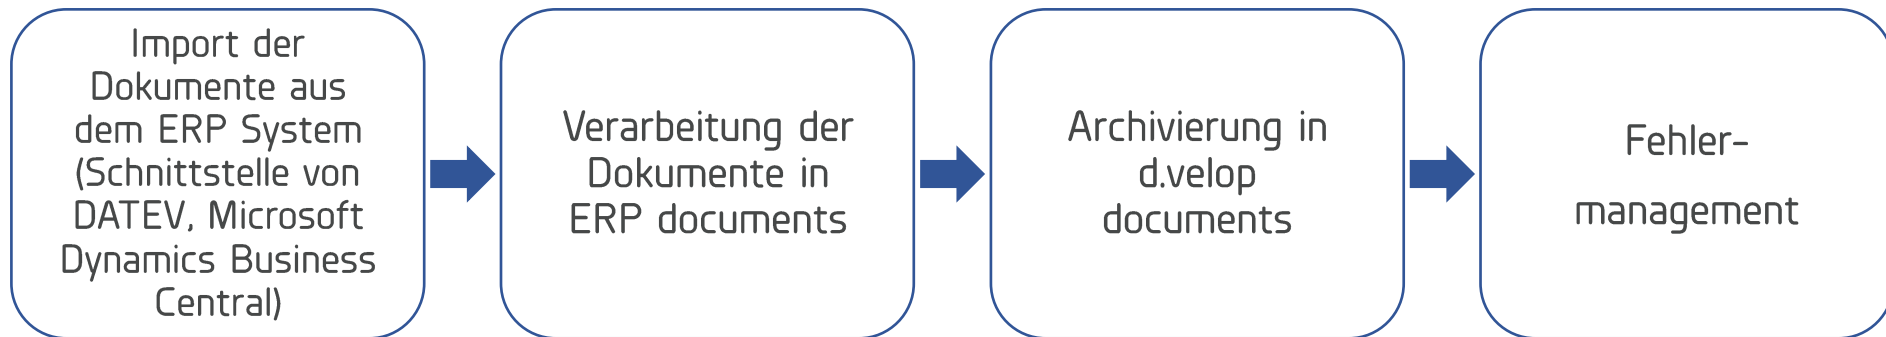 Import der
Dokumente aus
dem ERP System
(Schnittstelle von
DATEV, Microsoft
Dynamics Business
Central)
Verarbeitung der
Dokumente in
ERP documents
Archivierung in
d.velop
documents
Fehler-
management